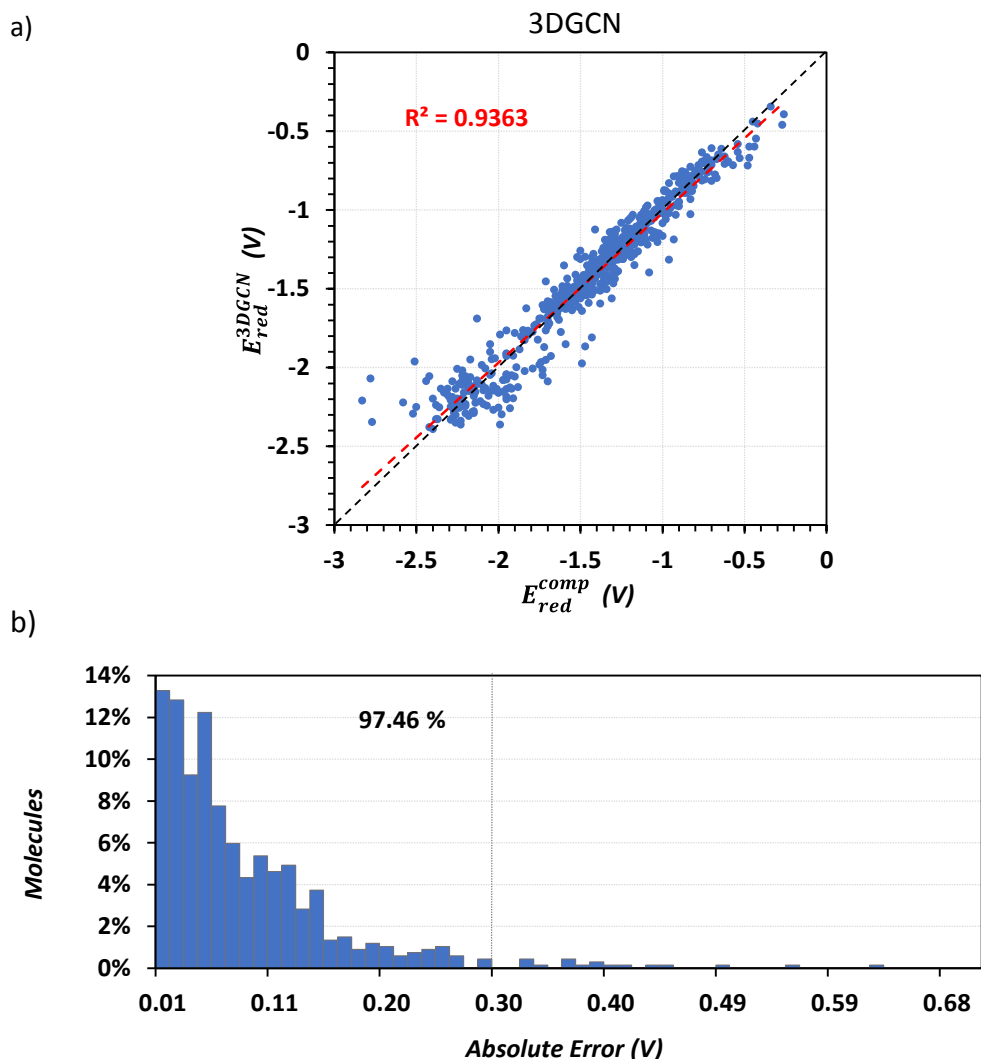 a)
3DGCN
0
-0.5
-1
-1.5
-2
-2.5
-3
R² = 0.9363
E_red^3DGCN (V)
-3 -2.5 -2 -1.5 -1 -0.5 0
E_red^comp (V)
b)
14%
12%
10%
8%
6%
4%
2%
0%
97.46 %
Molecules
0.01 0.11 0.20 0.30 0.40 0.49 0.59 0.68
Absolute Error (V)